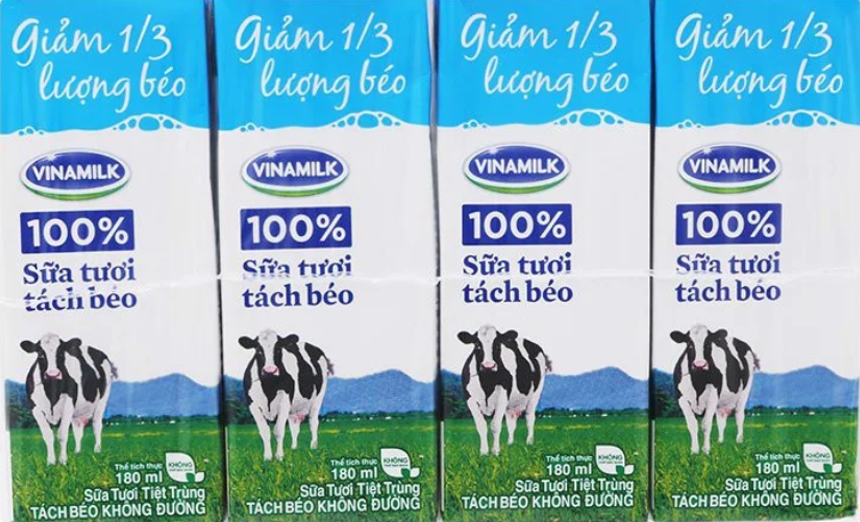 Giảm 1/3
lượng béo
VINAMILK
100%
Sữa tươi
tách béo
Thể tích thực
180 ml
KHÔNG
Sữa Tươi Tiệt Trùng
TÁCH BÉO KHÔNG ĐƯỜNG
Giảm 1/3
lượng béo
VINAMILK
100%
Sữa tươi
tách béo
Thể tích thực
180 ml
KHÔNG
Sữa Tươi Tiệt Trùng
TÁCH BÉO KHÔNG ĐƯỜNG
Giảm 1/3
lượng béo
VINAMILK
100%
Sữa tươi
tách béo
Thể tích thực
180 ml
KHÔNG
Sữa Tươi Tiệt Trùng
TÁCH BÉO KHÔNG ĐƯỜNG
Giảm 1/3
lượng béo
VINAMILK
100%
Sữa tươi
tách béo
Thể tích thực
180 ml
KHÔNG
Sữa Tươi Tiệt Trùng
TÁCH BÉO KHÔNG ĐƯỜNG